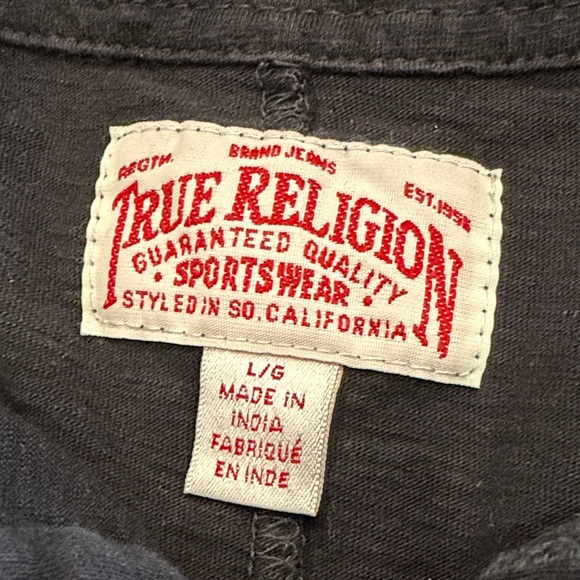 BRAND JEANS
REGTM. EST.1958
TRUE RELIGION
GUARANTEED QUALITY
· SPORTSWEAR ·
STYLED IN SO. CALIFORNIA
L/G
MADE IN
INDIA
FABRIQUÉ
EN INDE